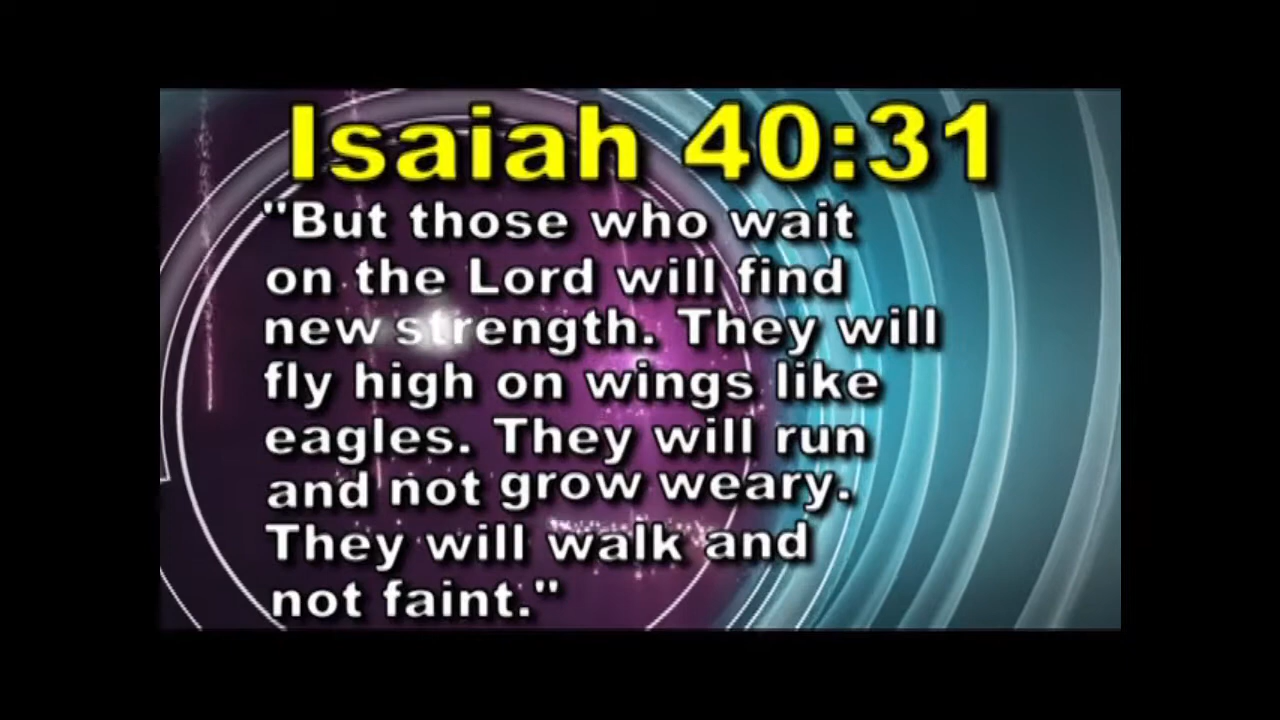 Isaiah 40:31
"But those who wait
on the Lord will find
new strength. They will
fly high on wings like
eagles. They will run
and not grow weary.
They will walk and
not faint."